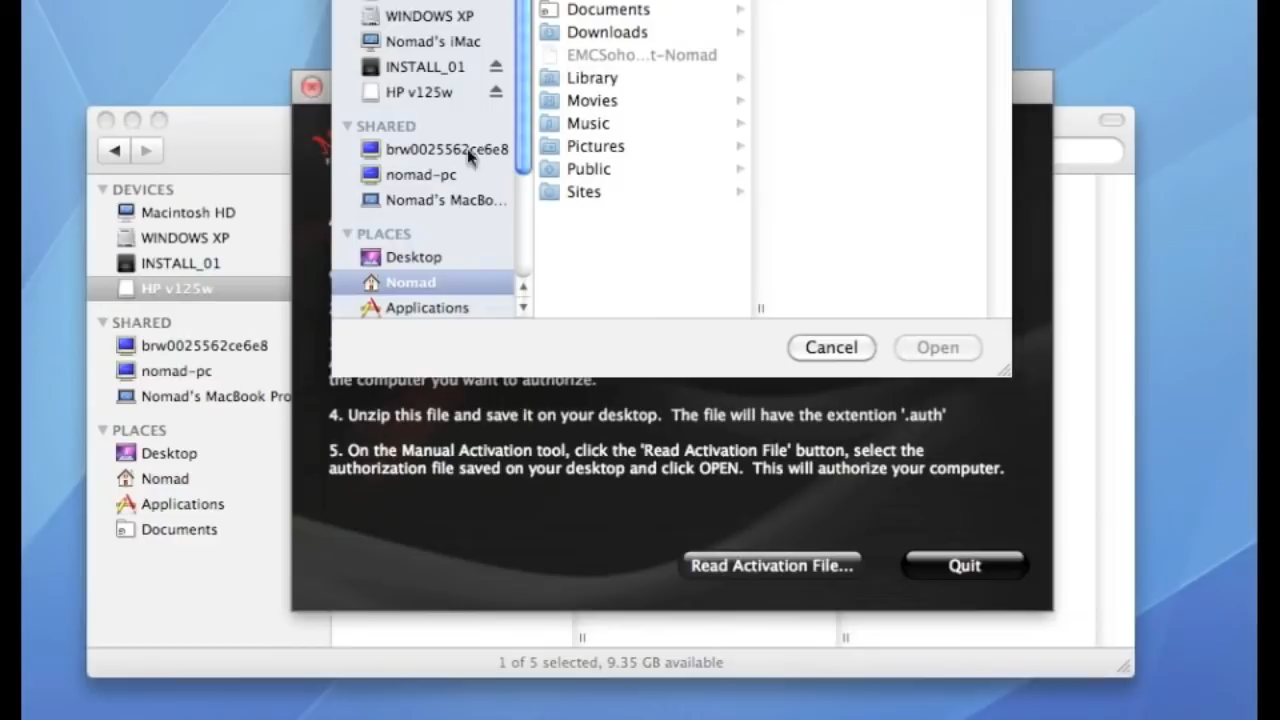 WINDOWS XP
Nomad's iMac
INSTALL_01
HP v125w
SHARED
brw0025562ce6e8
nomad-pc
Nomad's MacBo...
PLACES
Desktop
Nomad
Applications
Documents
Downloads
EMCSoho...t-Nomad
Library
Movies
Music
Pictures
Public
Sites
Cancel
Open
DEVICES
Macintosh HD
WINDOWS XP
INSTALL_01
HP v125w
SHARED
brw0025562ce6e8
nomad-pc
Nomad's MacBook Pro
PLACES
Desktop
Nomad
Applications
Documents
the computer you want to authorize.
4. Unzip this file and save it on your desktop. The file will have the extention '.auth'
5. On the Manual Activation tool, click the 'Read Activation File' button, select the
authorization file saved on your desktop and click OPEN. This will authorize your computer.
Read Activation File...
Quit
1 of 5 selected, 9.35 GB available